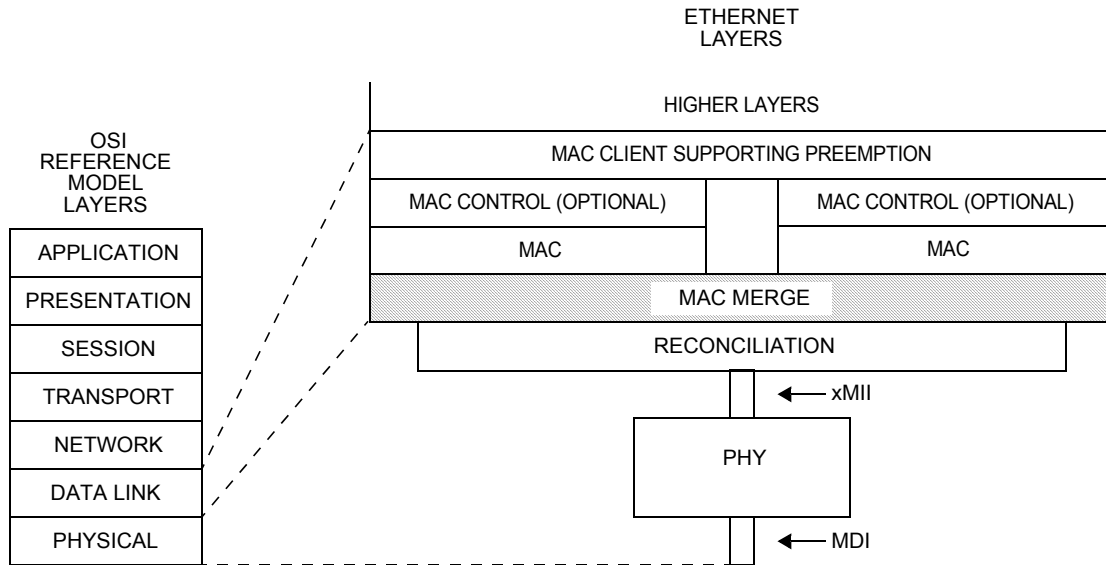 ETHERNET
LAYERS
HIGHER LAYERS
OSI
REFERENCE
MODEL
LAYERS
MAC CLIENT SUPPORTING PREEMPTION
MAC CONTROL (OPTIONAL)
MAC CONTROL (OPTIONAL)
MAC
MAC
MAC MERGE
RECONCILIATION
xMII
PHY
MDI
APPLICATION
PRESENTATION
SESSION
TRANSPORT
NETWORK
DATA LINK
PHYSICAL